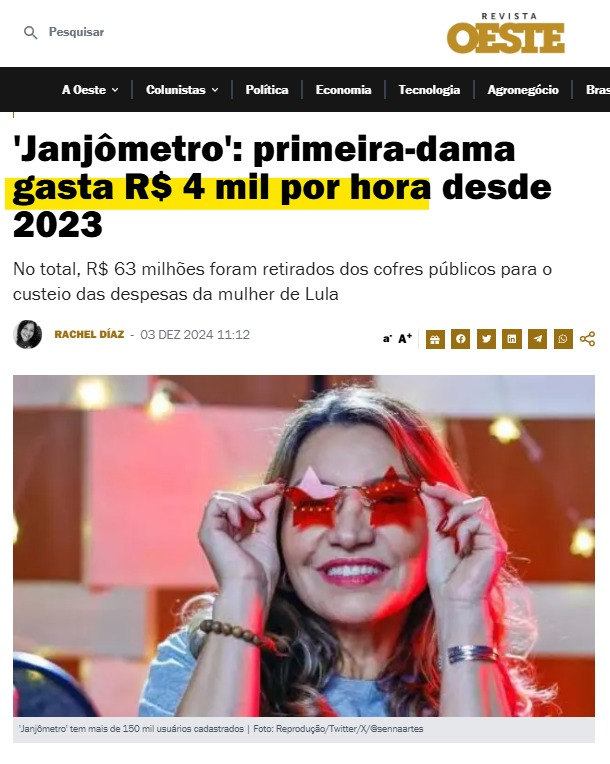 Pesquisar
REVISTA
OESTE
A Oeste
Colunistas
Política
Economia
Tecnologia
Agronegócio
Bras
'Janjômetro': primeira-dama
gasta R$ 4 mil por hora desde
2023
No total, R$ 63 milhões foram retirados dos cofres públicos para o
custeio das despesas da mulher de Lula
RACHEL DÍAZ - 03 DEZ 2024 11:12
a- A+
'Janjômetro' tem mais de 150 mil usuários cadastrados | Foto: Reprodução/Twitter/X/@sennaartes